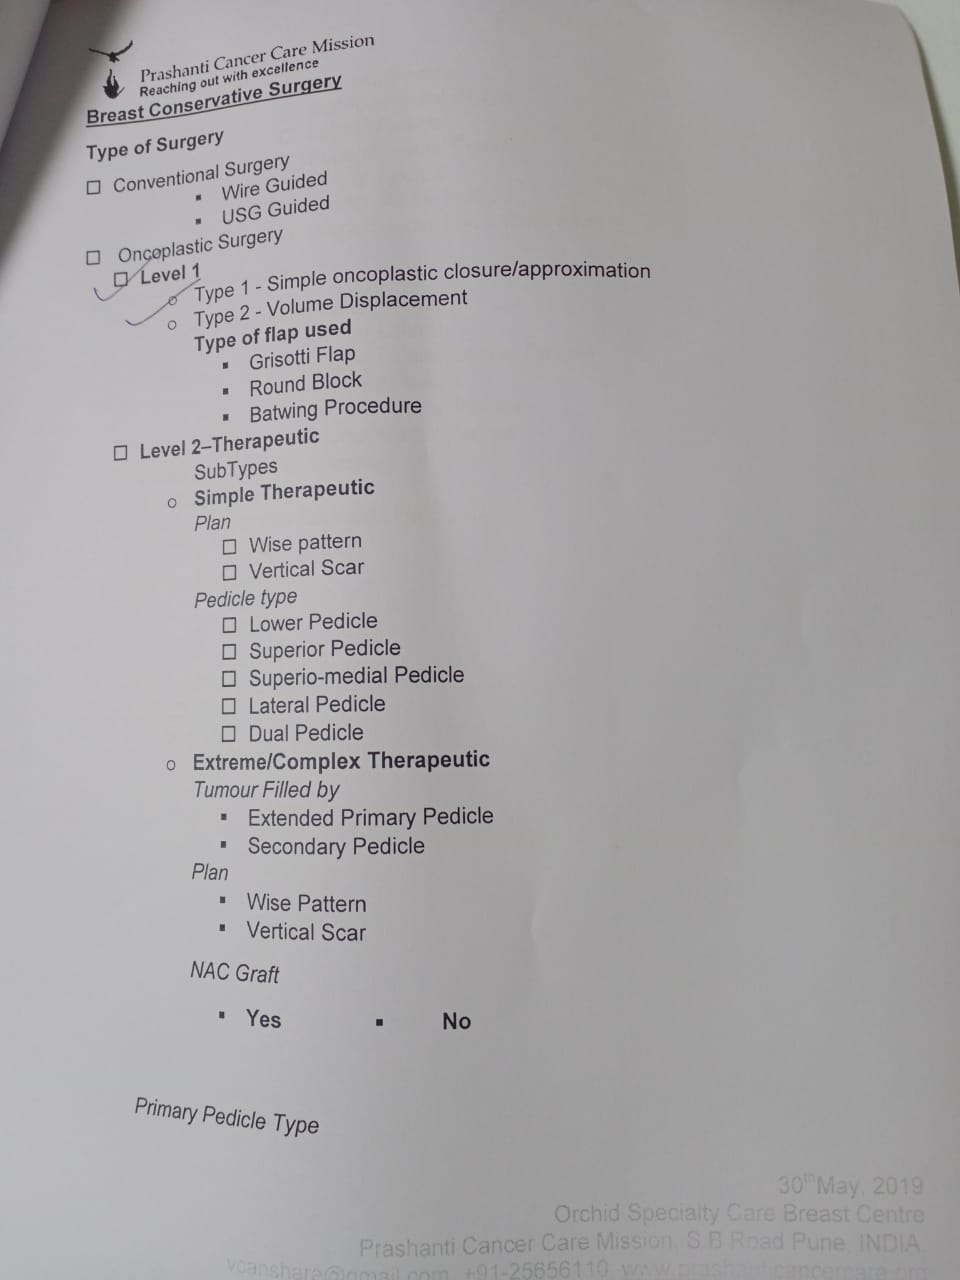 Prashanti Cancer Care Mission
Reaching out with excellence
Breast Conservative Surgery
Type of Surgery
☐ Conventional Surgery
▪ Wire Guided
▪ USG Guided
☐ Oncoplastic Surgery
☐ Level 1
o Type 1 - Simple oncoplastic closure/approximation
o Type 2 - Volume Displacement
Type of flap used
▪ Grisotti Flap
▪ Round Block
▪ Batwing Procedure
☐ Level 2–Therapeutic
SubTypes
o Simple Therapeutic
Plan
☐ Wise pattern
☐ Vertical Scar
Pedicle type
☐ Lower Pedicle
☐ Superior Pedicle
☐ Superio-medial Pedicle
☐ Lateral Pedicle
☐ Dual Pedicle
o Extreme/Complex Therapeutic
Tumour Filled by
▪ Extended Primary Pedicle
▪ Secondary Pedicle
Plan
▪ Wise Pattern
▪ Vertical Scar
NAC Graft
▪ Yes ▪ No
Primary Pedicle Type
30th May, 2019
Orchid Specialty Care Breast Centre
Prashanti Cancer Care Mission, S B Road Pune, INDIA.
vcanshare@gmail.com, +91-25656110, www.prashanticancercare.org